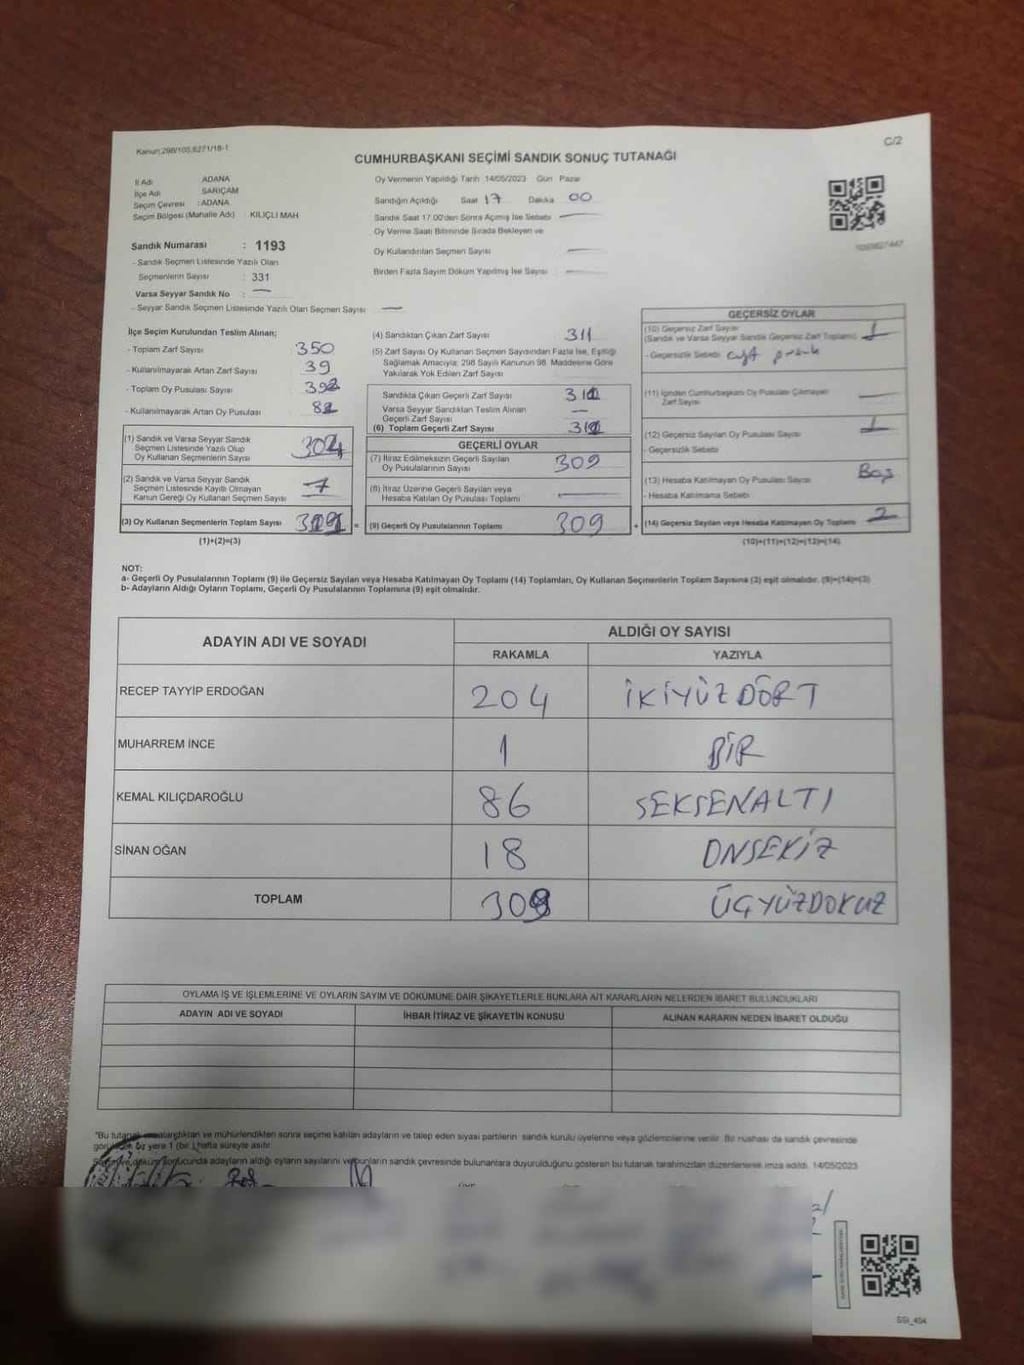 Kanun:298/105,6271/18-1
C/2
CUMHURBAŞKANI SEÇİMİ SANDIK SONUÇ TUTANAĞI
İl Adı ADANA
İlçe Adı SARIÇAM
Seçim Çevresi : ADANA
Seçim Bölgesi (Mahalle Adı) KILIÇLI MAH
Oy Vermenin Yapıldığı Tarih 14/05/2023 Gün Pazar
Sandığın Açıldığı Saat 17 Dakika 00
Sandık Saat 17.00'den Sonra Açılmış İse Sebebi —
Oy Verme Saati Bitiminde Sırada Bekleyen ve
Oy Kullandırılan Seçmen Sayısı —
Birden Fazla Sayım Döküm Yapılmış İse Sayısı —
Sandık Numarası : 1193
- Sandık Seçmen Listesinde Yazılı Olan
Seçmenlerin Sayısı : 331
Varsa Seyyar Sandık No : —
- Seyyar Sandık Seçmen Listesinde Yazılı Olan Seçmen Sayısı —
İlçe Seçim Kurulundan Teslim Alınan;
- Toplam Zarf Sayısı 350
- Kullanılmayarak Artan Zarf Sayısı 39
- Toplam Oy Pusulası Sayısı
- Kullanılmayarak Artan Oy Pusulası
(1) Sandık ve Varsa Seyyar Sandık
Seçmen Listesinde Yazılı Olup
Oy Kullanan Seçmenlerin Sayısı 304
(2) Sandık ve Varsa Seyyar Sandık
Seçmen Listesinde Kayıtlı Olmayan
Kanun Gereği Oy Kullanan Seçmen Sayısı 7
(3) Oy Kullanan Seçmenlerin Toplam Sayısı
(1)+(2)=(3)
(4) Sandıktan Çıkan Zarf Sayısı 311
(5) Zarf Sayısı Oy Kullanan Seçmen Sayısından Fazla İse, Eşitliği
Sağlamak Amacıyla; 298 Sayılı Kanunun 98. Maddesine Göre
Yakılarak Yok Edilen Zarf Sayısı
Sandıkta Çıkan Geçerli Zarf Sayısı
Varsa Seyyar Sandıktan Teslim Alınan
Geçerli Zarf Sayısı —
(6) Toplam Geçerli Zarf Sayısı
GEÇERLİ OYLAR
(7) İtiraz Edilmeksizin Geçerli Sayılan
Oy Pusulalarının Sayısı 309
(8) İtiraz Üzerine Geçerli Sayılan veya
Hesaba Katılan Oy Pusulası Toplamı —
= (9) Geçerli Oy Pusulalarının Toplamı 309 +
GEÇERSİZ OYLAR
(10) Geçersiz Zarf Sayısı
(Sandık ve Varsa Seyyar Sandık Geçersiz Zarf Toplamı) 1
- Geçersizlik Sebebi
(11) İçinden Cumhurbaşkanı Oy Pusulası Çıkmayan
Zarf Sayısı —
(12) Geçersiz Sayılan Oy Pusulası Sayısı 1
- Geçersizlik Sebebi
(13) Hesaba Katılmayan Oy Pusulası Sayısı Boş
- Hesaba Katılmama Sebebi
(14) Geçersiz Sayılan veya Hesaba Katılmayan Oy Toplamı 2
(10)+(11)+(12)+(13)=(14)
NOT:
a- Geçerli Oy Pusulalarının Toplamı (9) ile Geçersiz Sayılan veya Hesaba Katılmayan Oy Toplamı (14) Toplamları, Oy Kullanan Seçmenlerin Toplam Sayısına (3) eşit olmalıdır. (9)+(14)=(3)
b- Adayların Aldığı Oyların Toplamı, Geçerli Oy Pusulalarının Toplamına (9) eşit olmalıdır.
ADAYIN ADI VE SOYADI ALDIĞI OY SAYISI
RAKAMLA YAZIYLA
RECEP TAYYİP ERDOĞAN 204 İKİYÜZDÖRT
MUHARREM İNCE 1 BİR
KEMAL KILIÇDAROĞLU 86 SEKSENALTI
SİNAN OĞAN 18 ONSEKİZ
TOPLAM 309 ÜÇYÜZDOKUZ
OYLAMA İŞ VE İŞLEMLERİNE VE OYLARIN SAYIM VE DÖKÜMÜNE DAİR ŞİKAYETLERLE BUNLARA AİT KARARLARIN NELERDEN İBARET BULUNDUKLARI
ADAYIN ADI VE SOYADI İHBAR İTİRAZ VE ŞİKAYETİN KONUSU ALINAN KARARIN NEDEN İBARET OLDUĞU
"Bu tutanak imzalandıktan ve mühürlendikten sonra seçime katılan adayların ve talep eden siyasi partilerin sandık kurulu üyelerine veya gözlemcilerine verilir. Bir nüshası da sandık çevresinde
bir yere 1 (bir) hafta süreyle asılır.
döküm sonucunda adayların aldığı oyların sayılarını ve bunların sandık çevresinde bulunanlara duyurulduğunu gösteren bu tutanak tarafımızdan düzenlenerek imza edildi. 14/05/2023